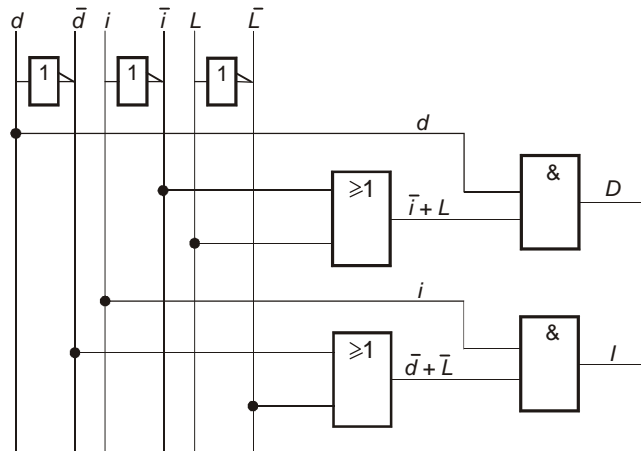 d d̄ i ī L L̄
1 1 1
d
&
D
≥1
ī + L
i
&
I
≥1
d̄ + L̄